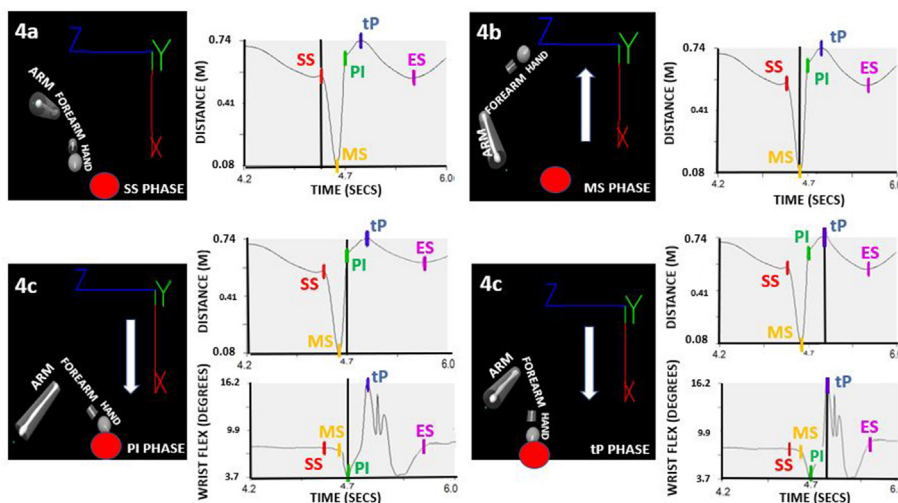 4a
Z
Y
X
ARM
FOREARM
HAND
SS PHASE
DISTANCE (M)
0.74
0.41
0.08
4.2
4.7
6.0
TIME (SECS)
SS
MS
PI
tP
ES
4b
Z
Y
X
ARM
FOREARM
HAND
MS PHASE
DISTANCE (M)
0.74
0.41
0.08
4.2
4.7
6.0
TIME (SECS)
SS
MS
PI
tP
ES
4c
Z
Y
X
ARM
FOREARM
HAND
PI PHASE
DISTANCE (M)
0.74
0.41
0.08
4.2
4.7
6.0
SS
MS
PI
tP
ES
WRIST FLEX (DEGREES)
16.2
9.9
3.7
4.2
4.7
6.0
TIME (SECS)
SS
MS
PI
tP
ES
4c
Z
Y
X
ARM
FOREARM
HAND
tP PHASE
DISTANCE (M)
0.74
0.41
0.08
4.2
4.7
6.0
SS
MS
PI
tP
ES
WRIST FLEX (DEGREES)
16.2
9.9
3.7
4.2
4.7
6.0
TIME (SECS)
SS
MS
PI
tP
ES